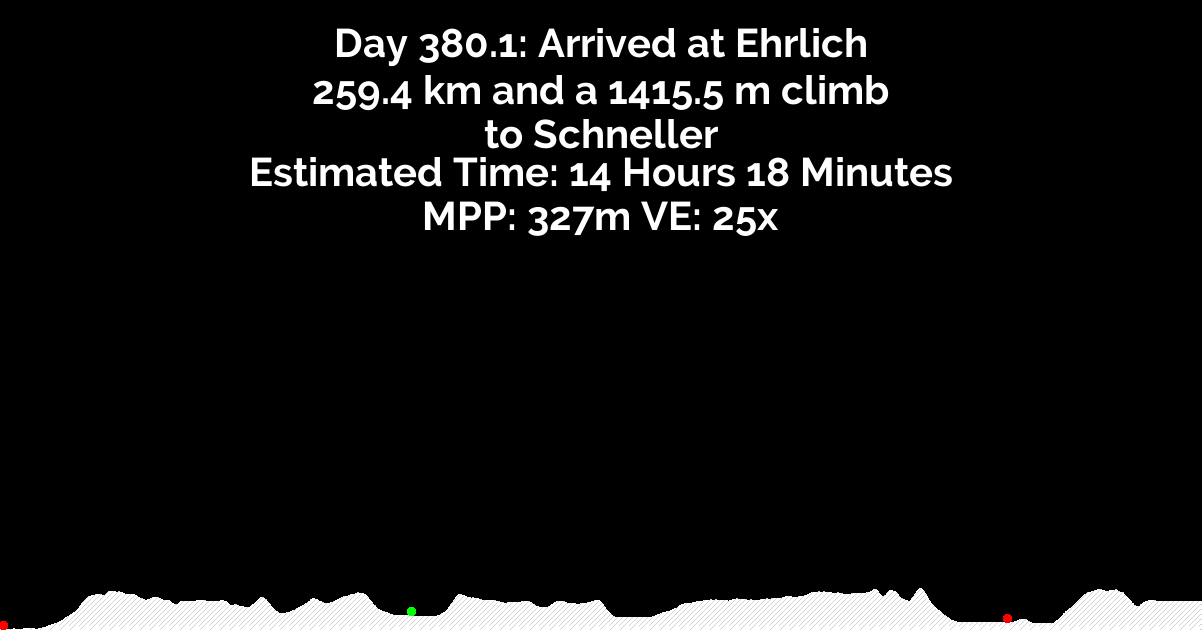 Day 380.1: Arrived at Ehrlich
259.4 km and a 1415.5 m climb
to Schneller
Estimated Time: 14 Hours 18 Minutes
MPP: 327m VE: 25x